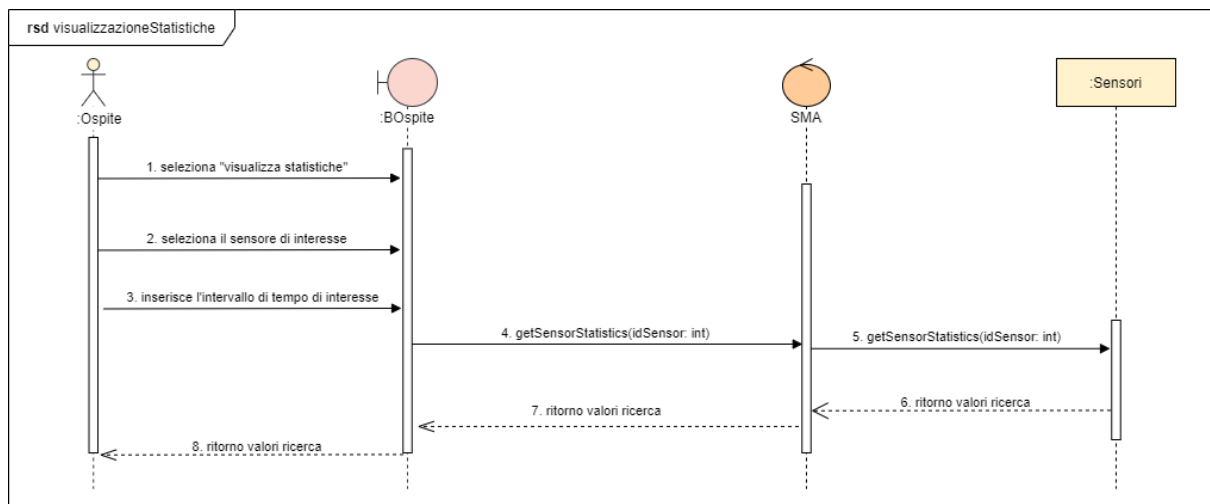 rsd visualizzazioneStatistiche
:Ospite
:BOspite
SMA
:Sensori
1. seleziona "visualizza statistiche"
2. seleziona il sensore di interesse
3. inserisce l'intervallo di tempo di interesse
4. getSensorStatistics(idSensor: int)
5. getSensorStatistics(idSensor: int)
6. ritorno valori ricerca
7. ritorno valori ricerca
8. ritorno valori ricerca